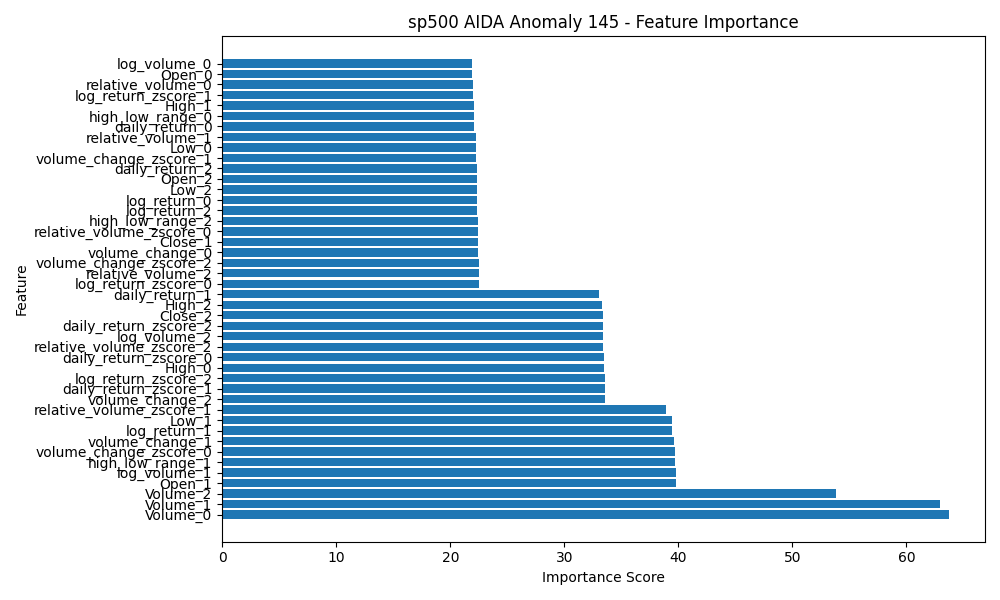 sp500 AIDA Anomaly 145 - Feature Importance
log_volume_0
Open_0
relative_volume_0
log_return_zscore_1
High_1
high_low_range_0
daily_return_0
relative_volume_1
Low_0
volume_change_zscore_1
daily_return_2
Open_2
Low_2
log_return_0
log_return_2
high_low_range_2
relative_volume_zscore_0
Close_1
volume_change_0
volume_change_zscore_2
relative_volume_2
log_return_zscore_0
daily_return_1
High_2
Close_2
daily_return_zscore_2
log_volume_2
relative_volume_zscore_2
daily_return_zscore_0
High_0
log_return_zscore_2
daily_return_zscore_1
volume_change_2
relative_volume_zscore_1
Low_1
log_return_1
volume_change_1
volume_change_zscore_0
high_low_range_1
log_volume_1
Open_1
Volume_2
Volume_1
Volume_0
Feature
0 10 20 30 40 50 60
Importance Score